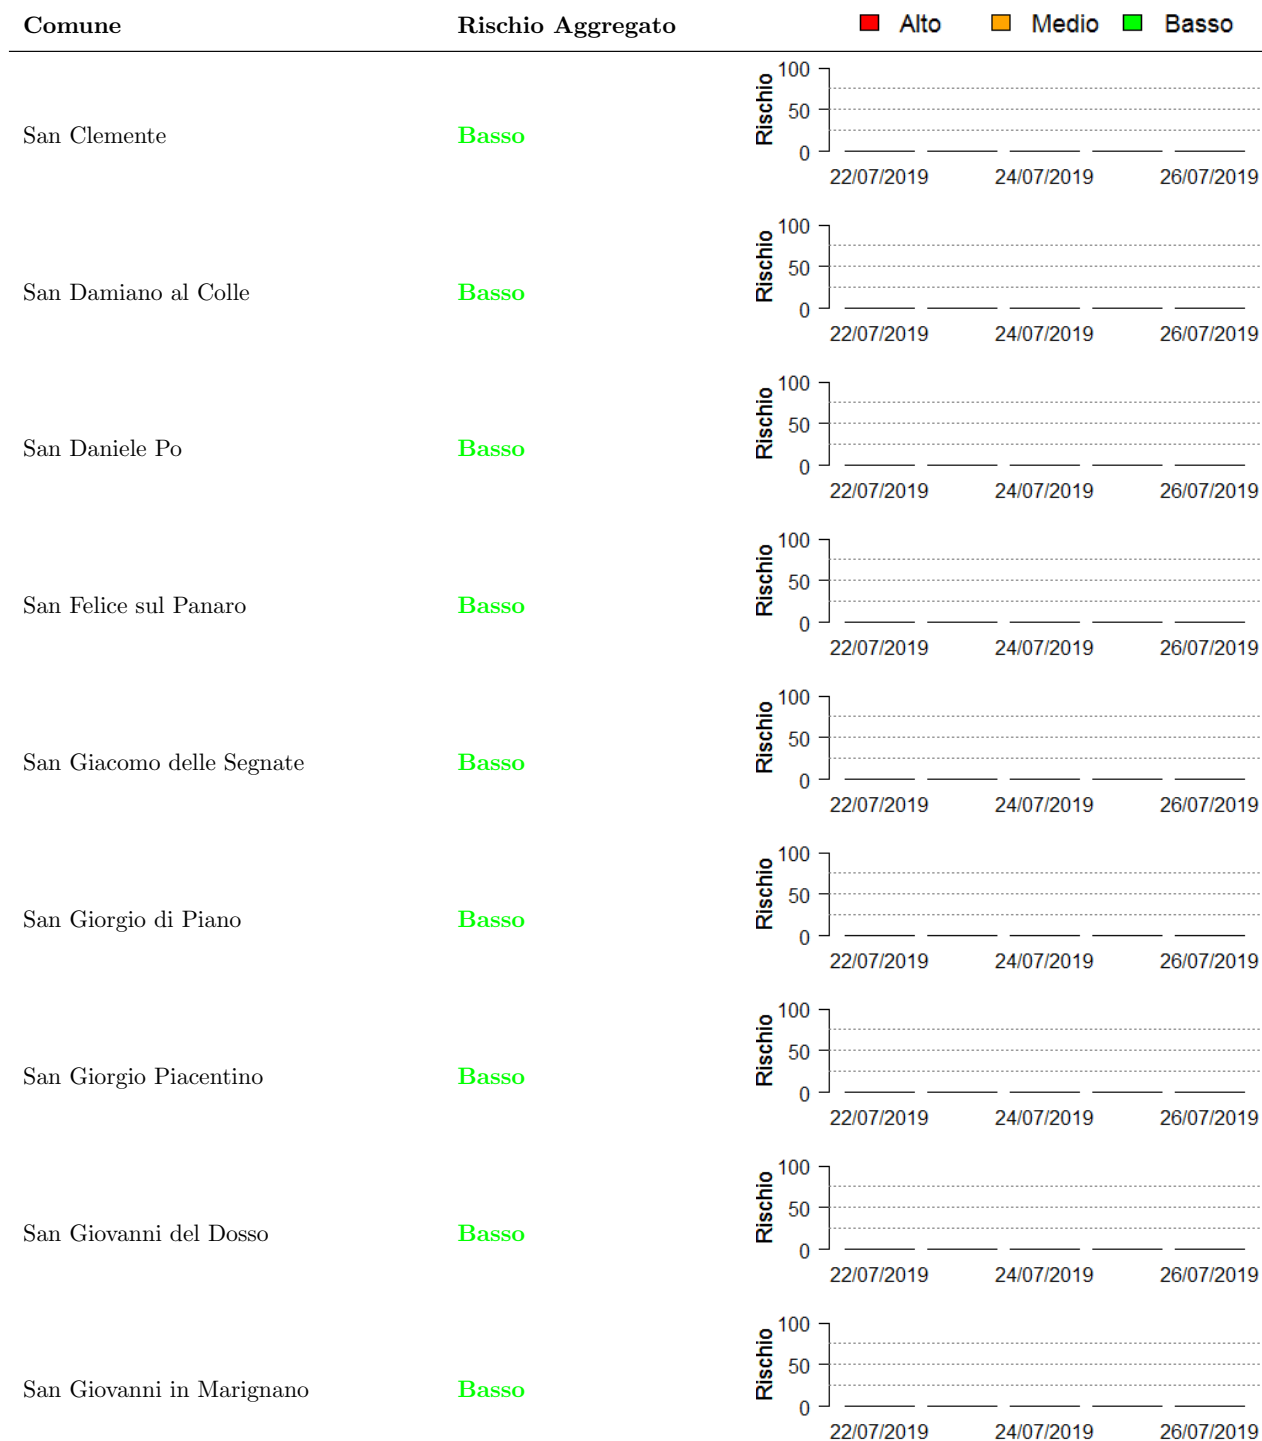 Comune Rischio Aggregato Alto Medio Basso
San Clemente Basso
Rischio
100
50
0
22/07/2019 24/07/2019 26/07/2019
San Damiano al Colle Basso
Rischio
100
50
0
22/07/2019 24/07/2019 26/07/2019
San Daniele Po Basso
Rischio
100
50
0
22/07/2019 24/07/2019 26/07/2019
San Felice sul Panaro Basso
Rischio
100
50
0
22/07/2019 24/07/2019 26/07/2019
San Giacomo delle Segnate Basso
Rischio
100
50
0
22/07/2019 24/07/2019 26/07/2019
San Giorgio di Piano Basso
Rischio
100
50
0
22/07/2019 24/07/2019 26/07/2019
San Giorgio Piacentino Basso
Rischio
100
50
0
22/07/2019 24/07/2019 26/07/2019
San Giovanni del Dosso Basso
Rischio
100
50
0
22/07/2019 24/07/2019 26/07/2019
San Giovanni in Marignano Basso
Rischio
100
50
0
22/07/2019 24/07/2019 26/07/2019